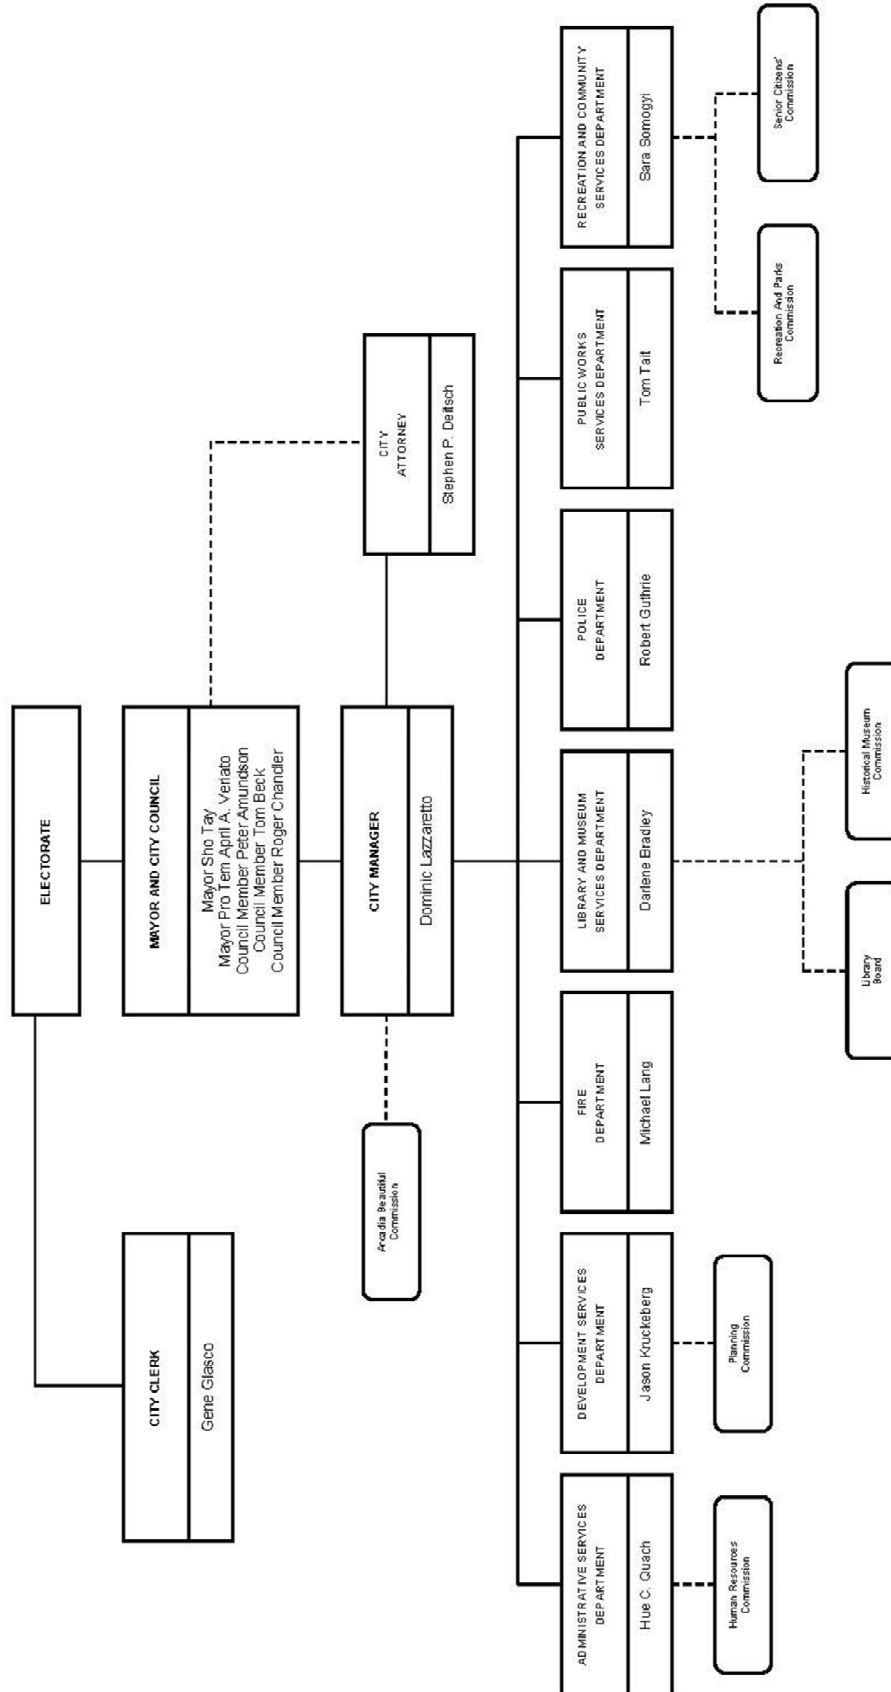 ELECTORATE
CITY CLERK
Gene Glasco
MAYOR AND CITY COUNCIL
Mayor Sho Tay
Mayor Pro Tem April A. Verlato
Council Member Peter Amundson
Council Member Tom Beck
Council Member Roger Chandler
Arcadia Beautiful
Commission
CITY MANAGER
Dominic Lazzaretto
CITY
ATTORNEY
Stephen P. Deitsch
ADMINISTRATIVE SERVICES
DEPARTMENT
Hue C. Quach
DEVELOPMENT SERVICES
DEPARTMENT
Jason Kruckeberg
FIRE
DEPARTMENT
Michael Lang
LIBRARY AND MUSEUM
SERVICES DEPARTMENT
Darlene Bradley
POLICE
DEPARTMENT
Robert Guthrie
PUBLIC WORKS
SERVICES DEPARTMENT
Tom Tait
RECREATION AND COMMUNITY
SERVICES DEPARTMENT
Sara Somogyi
Human Resources
Commission
Planning
Commission
Library
Board
Historical Museum
Commission
Recreation And Parks
Commission
Senior Citizens'
Commission